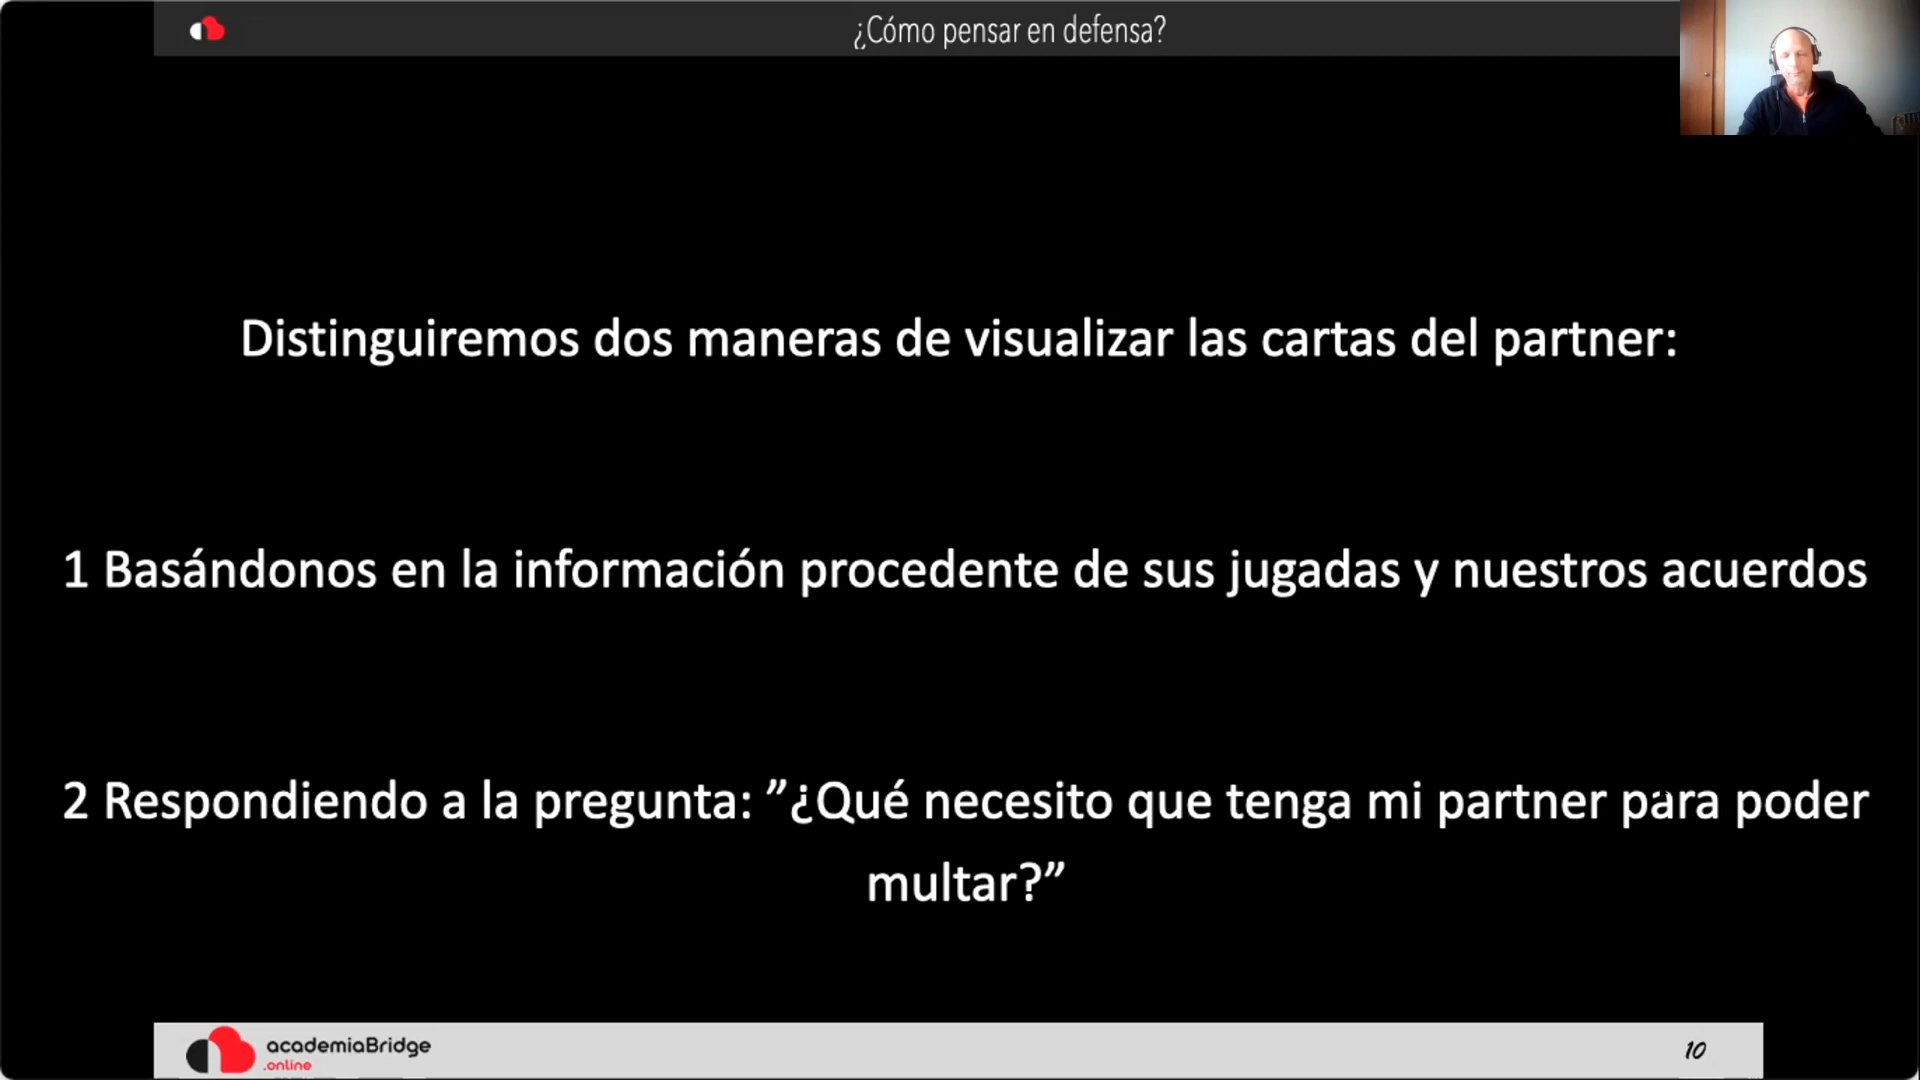 ¿Cómo pensar en defensa?
Distinguiremos dos maneras de visualizar las cartas del partner:
1 Basándonos en la información procedente de sus jugadas y nuestros acuerdos
2 Respondiendo a la pregunta: ”¿Qué necesito que tenga mi partner para poder
multar?”
academiaBridge
.online
10